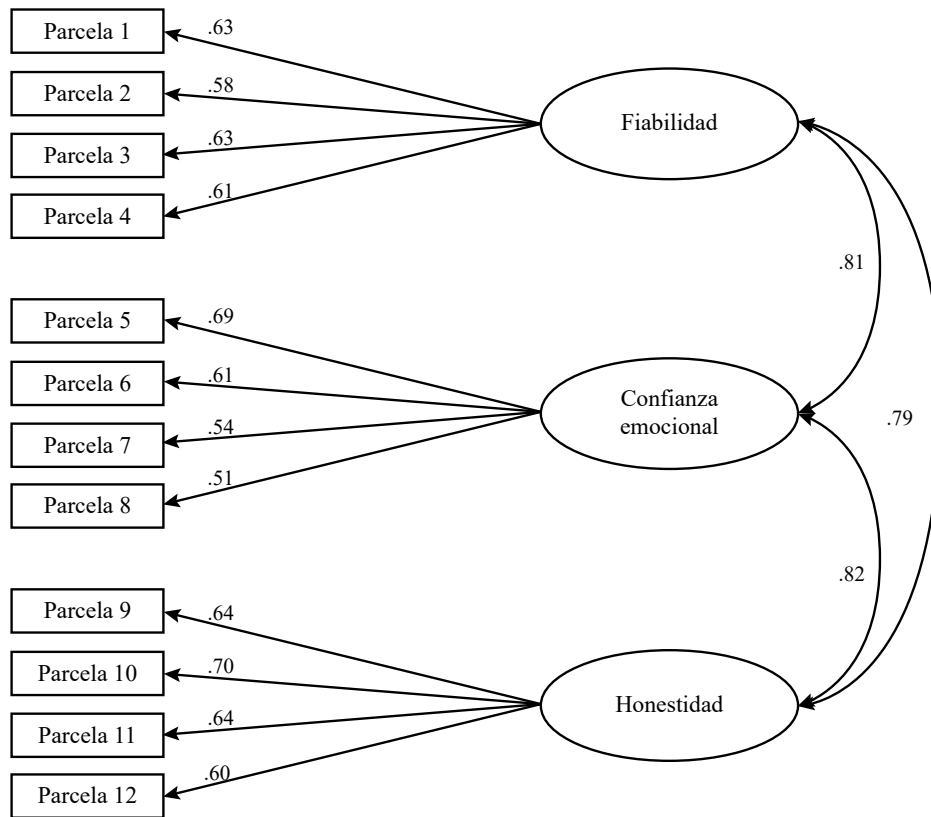 Parcela 1
.63
Parcela 2
.58
Parcela 3
.63
Parcela 4
.61
Fiabilidad
.81
Parcela 5
.69
Parcela 6
.61
Parcela 7
.54
Parcela 8
.51
Confianza
emocional
.79
.82
Parcela 9
.64
Parcela 10
.70
Parcela 11
.64
Parcela 12
.60
Honestidad